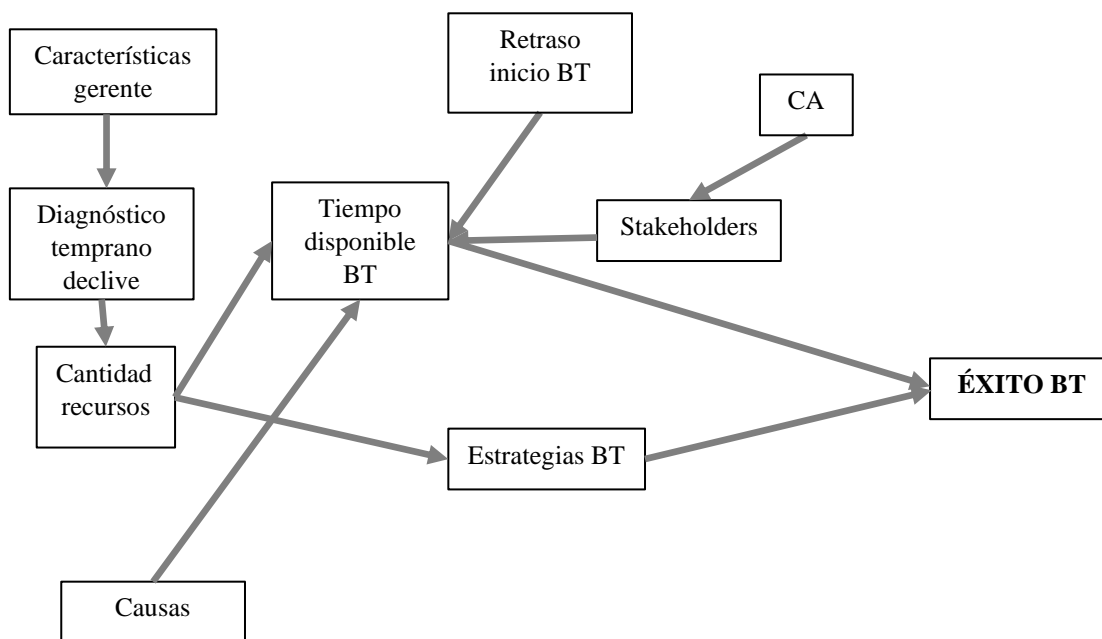 Características
gerente
Retraso
inicio BT
CA
Diagnóstico
temprano
declive
Tiempo
disponible
BT
Stakeholders
Cantidad
recursos
ÉXITO BT
Estrategias BT
Causas